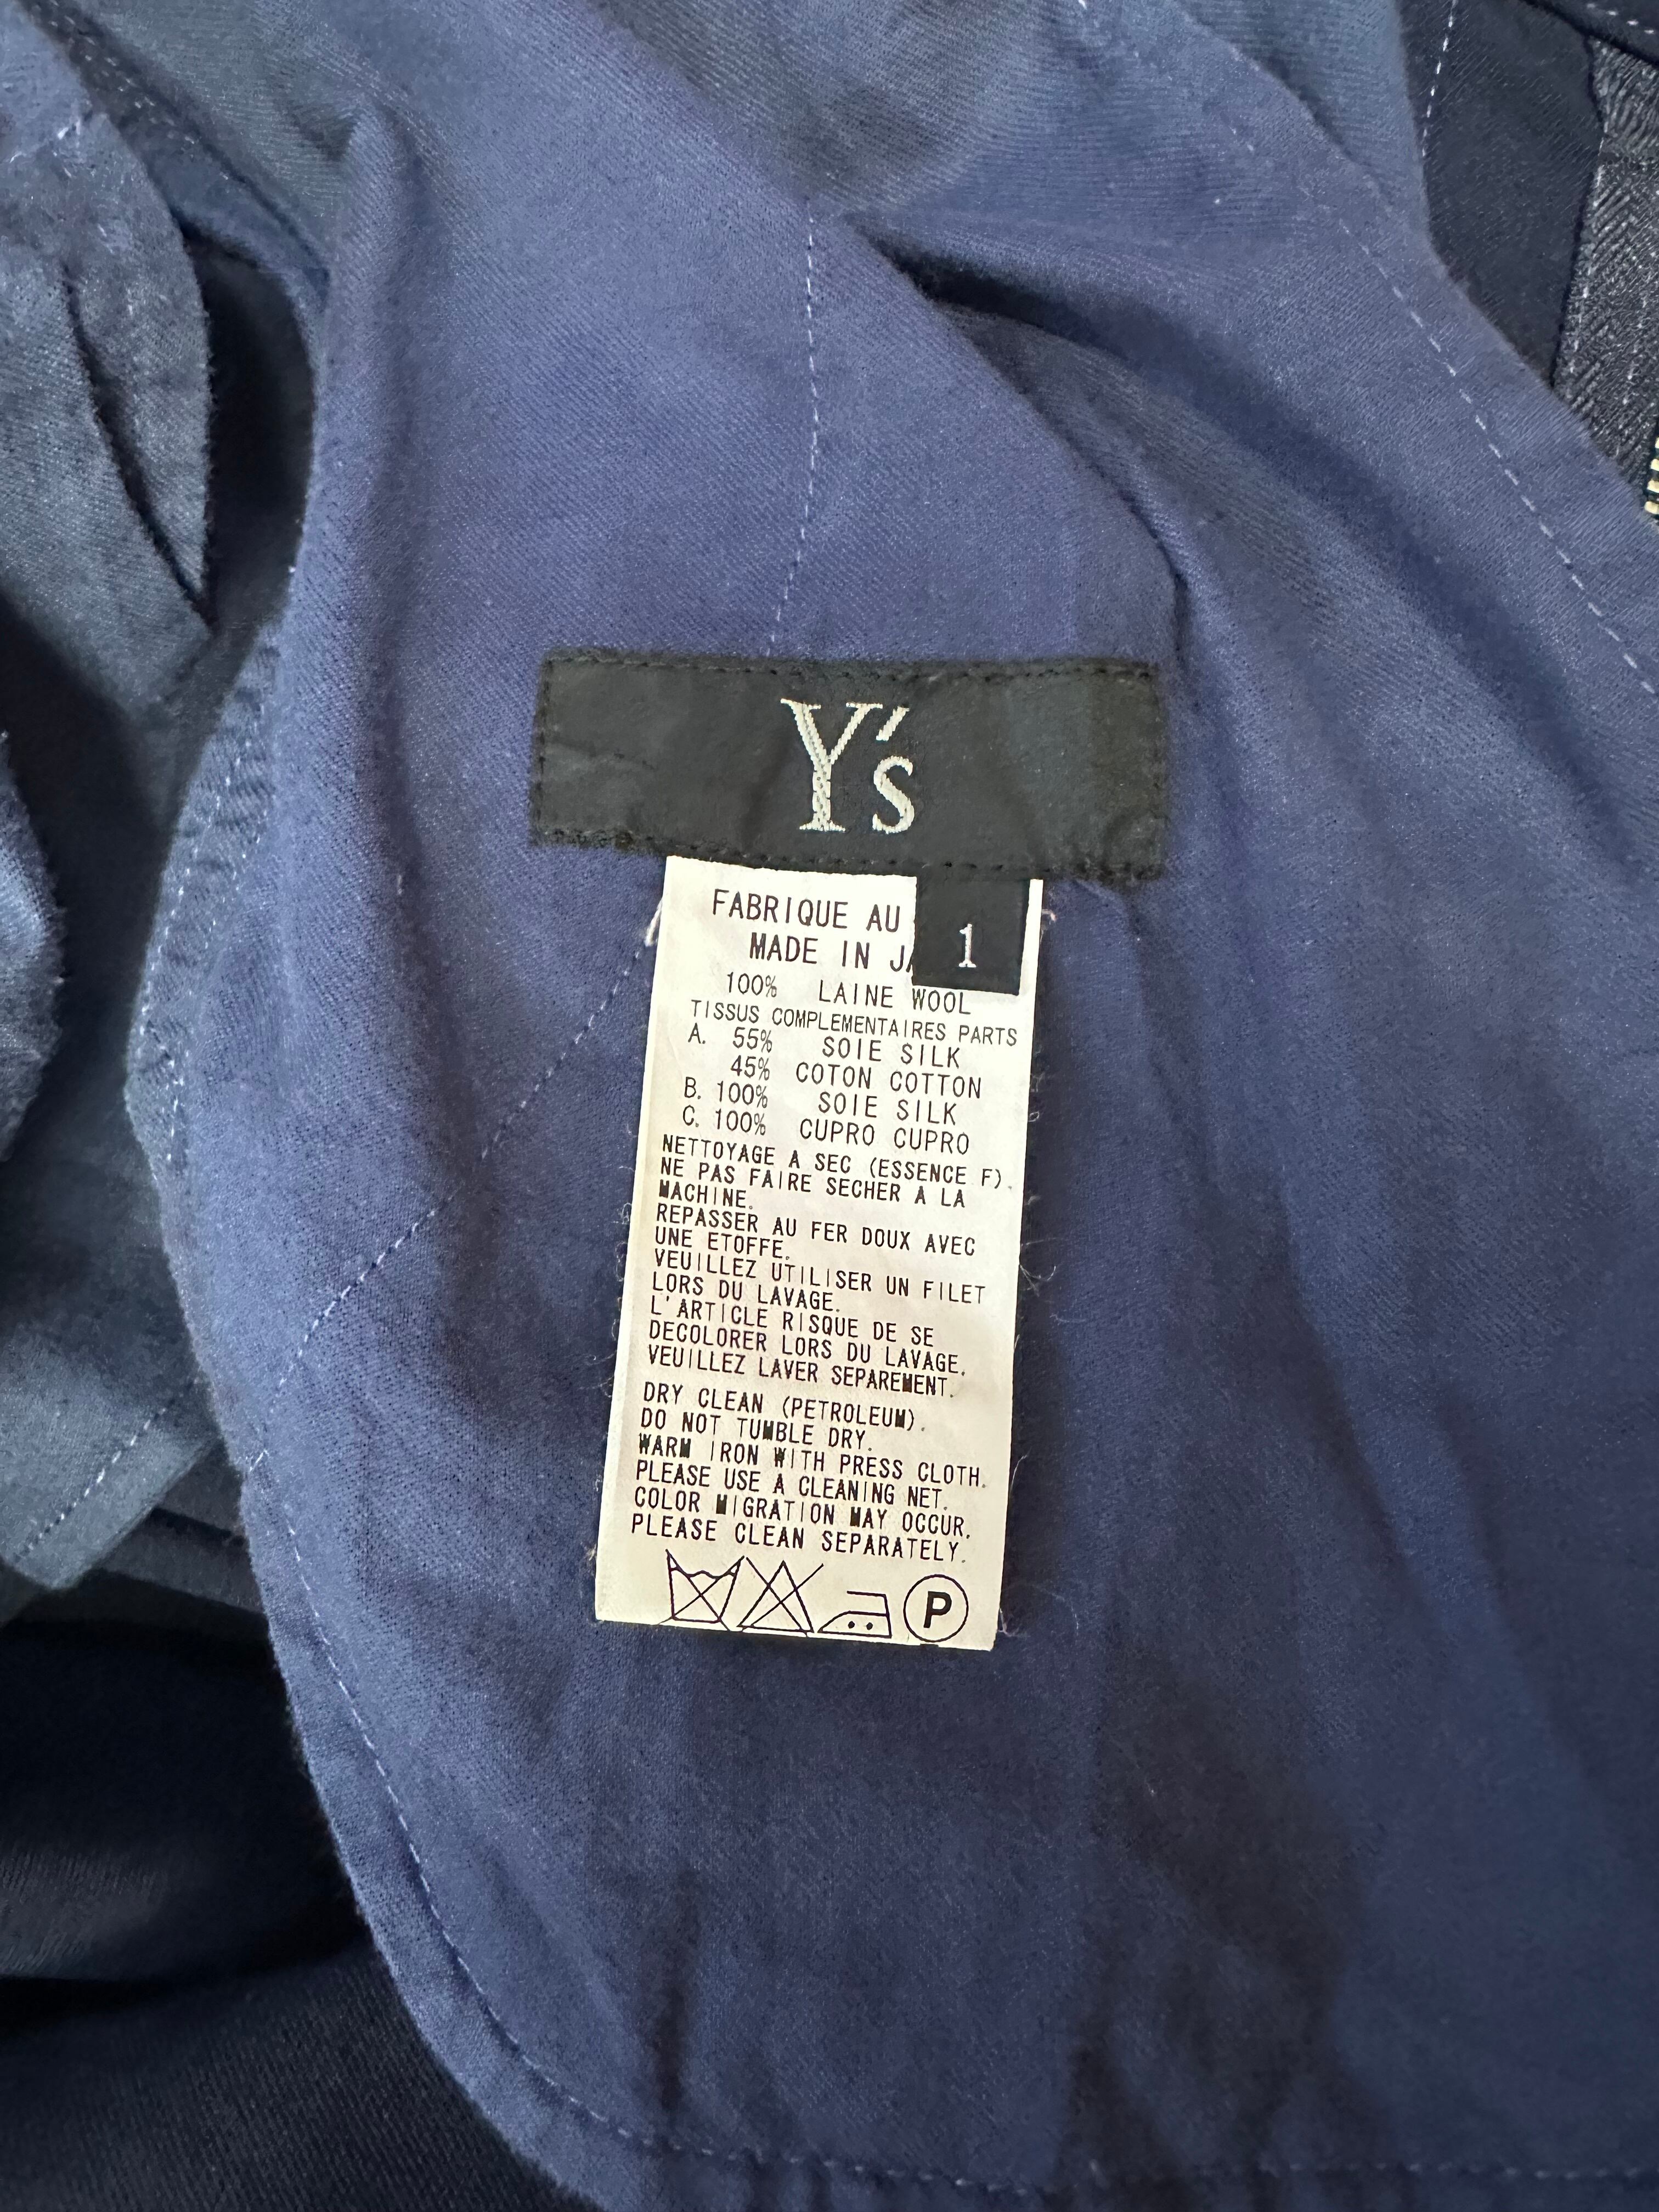 Y's
1
FABRIQUE AU
MADE IN
100% LAINE WOOL
TISSUS COMPLEMENTAIRES PARTS
A. 55% SOIE SILK
45% COTON COTTON
B. 100% SOIE SILK
C. 100% CUPRO CUPRO
NETTOYAGE A SEC (ESSENCE F).
NE PAS FAIRE SECHER A LA
MACHINE.
REPASSER AU FER DOUX AVEC
UNE ETOFFE.
VEUILLEZ UTILISER UN FILET
LORS DU LAVAGE.
L'ARTICLE RISQUE DE SE
DECOLORER LORS DU LAVAGE.
VEUILLEZ LAVER SEPAREMENT.
DRY CLEAN (PETROLEUM).
DO NOT TUMBLE DRY.
WARM IRON WITH PRESS CLOTH.
PLEASE USE A CLEANING NET.
COLOR MIGRATION MAY OCCUR.
PLEASE CLEAN SEPARATELY.
P